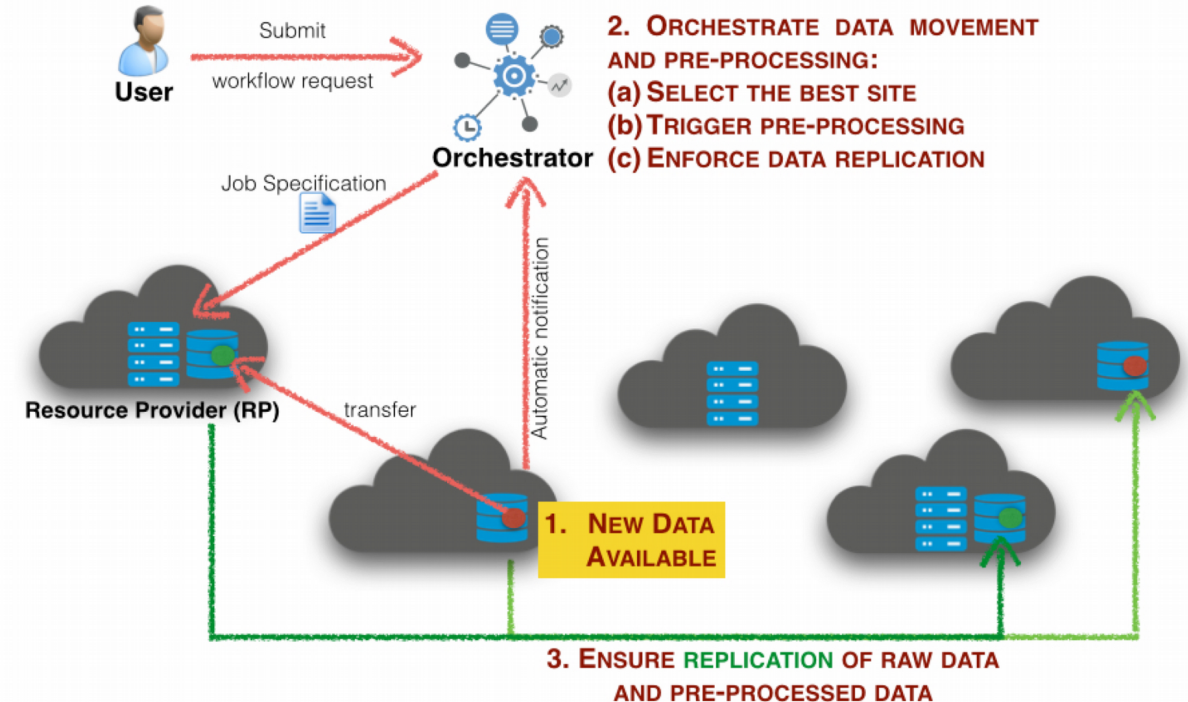 Submit
workflow request
User
Orchestrator
2. ORCHESTRATE DATA MOVEMENT
AND PRE-PROCESSING:
(a) SELECT THE BEST SITE
(b) TRIGGER PRE-PROCESSING
(c) ENFORCE DATA REPLICATION
Job Specification
Automatic notification
Resource Provider (RP)
transfer
1. NEW DATA
AVAILABLE
3. ENSURE REPLICATION OF RAW DATA
AND PRE-PROCESSED DATA